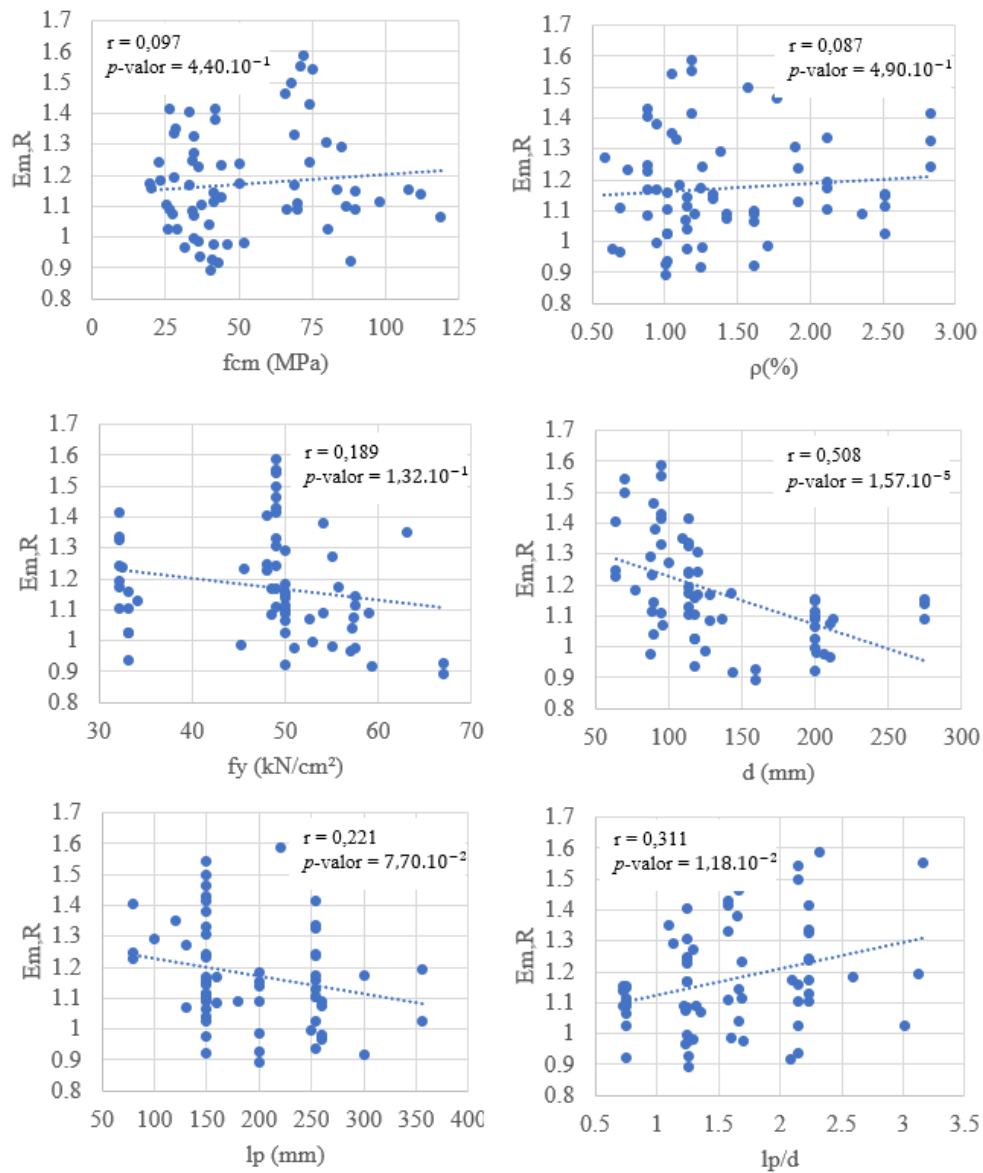 1.7
1.6
1.5
1.4
1.3
1.2
1.1
1
0.9
0.8
Em,R
r = 0,097
p-valor = 4,40.10⁻¹
0 25 50 75 100 125
fcm (MPa)
1.7
1.6
1.5
1.4
1.3
1.2
1.1
1
0.9
0.8
Em,R
r = 0,087
p-valor = 4,90.10⁻¹
0.50 1.00 1.50 2.00 2.50 3.00
ρ(%)
1.7
1.6
1.5
1.4
1.3
1.2
1.1
1
0.9
0.8
Em,R
r = 0,189
p-valor = 1,32.10⁻¹
30 40 50 60 70
fy (kN/cm²)
1.7
1.6
1.5
1.4
1.3
1.2
1.1
1
0.9
0.8
Em,R
r = 0,508
p-valor = 1,57.10⁻⁵
50 100 150 200 250 300
d (mm)
1.7
1.6
1.5
1.4
1.3
1.2
1.1
1
0.9
0.8
Em,R
r = 0,221
p-valor = 7,70.10⁻²
50 100 150 200 250 300 350 400
lp (mm)
1.7
1.6
1.5
1.4
1.3
1.2
1.1
1
0.9
0.8
Em,R
r = 0,311
p-valor = 1,18.10⁻²
0.5 1 1.5 2 2.5 3 3.5
lp/d